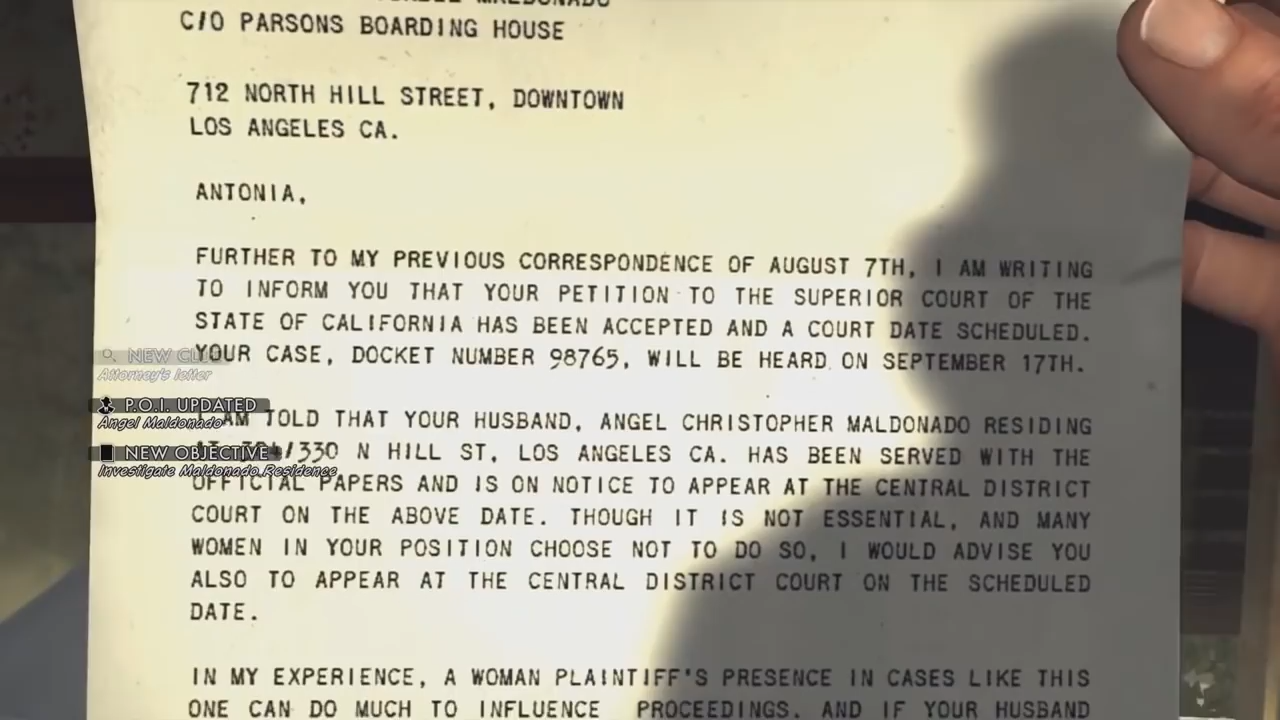 MALDONADO
C/O PARSONS BOARDING HOUSE
712 NORTH HILL STREET, DOWNTOWN
LOS ANGELES CA.
ANTONIA,
FURTHER TO MY PREVIOUS CORRESPONDENCE OF AUGUST 7TH, I AM WRITING
TO INFORM YOU THAT YOUR PETITION TO THE SUPERIOR COURT OF THE
STATE OF CALIFORNIA HAS BEEN ACCEPTED AND A COURT DATE SCHEDULED.
YOUR CASE, DOCKET NUMBER 98765, WILL BE HEARD ON SEPTEMBER 17TH.
I AM TOLD THAT YOUR HUSBAND, ANGEL CHRISTOPHER MALDONADO RESIDING
/330 N HILL ST, LOS ANGELES CA. HAS BEEN SERVED WITH THE
OFFICIAL PAPERS AND IS ON NOTICE TO APPEAR AT THE CENTRAL DISTRICT
COURT ON THE ABOVE DATE. THOUGH IT IS NOT ESSENTIAL, AND MANY
WOMEN IN YOUR POSITION CHOOSE NOT TO DO SO, I WOULD ADVISE YOU
ALSO TO APPEAR AT THE CENTRAL DISTRICT COURT ON THE SCHEDULED
DATE.
IN MY EXPERIENCE, A WOMAN PLAINTIFF'S PRESENCE IN CASES LIKE THIS
ONE CAN DO MUCH TO INFLUENCE PROCEEDINGS. AND IF YOUR HUSBAND
NEW CLUE
Attorney's letter
P.O.I. UPDATED
Angel Maldonado
NEW OBJECTIVE
Investigate Maldonado Residence